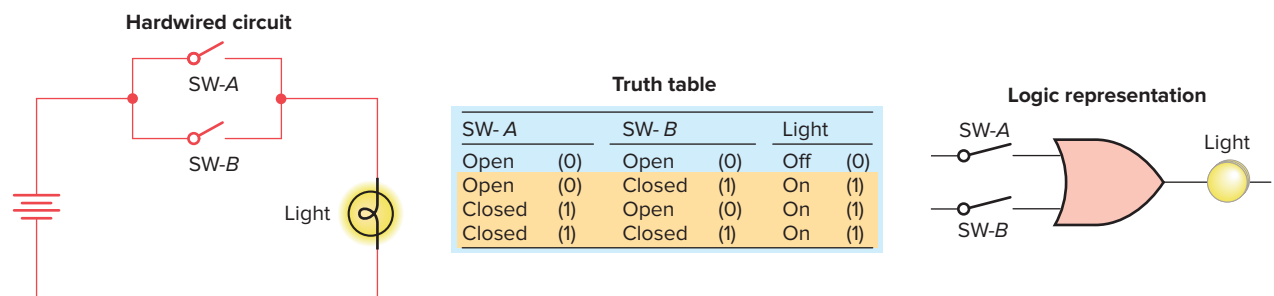 Hardwired circuit
SW-A
SW-B
Light
Truth table
SW-A SW-B Light
Open (0) Open (0) Off (0)
Open (0) Closed (1) On (1)
Closed (1) Open (0) On (1)
Closed (1) Closed (1) On (1)
Logic representation
SW-A
Light
SW-B